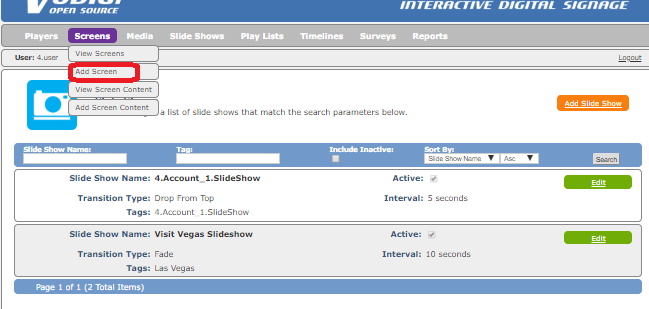 VODIGI
OPEN SOURCE
INTERACTIVE DIGITAL SIGNAGE
Players Screens Media Slide Shows Play Lists Timelines Surveys Reports
User: 4.user
Logout
View Screens
Add Screen
View Screen Content
Add Screen Content
a list of slide shows that match the search parameters below.
Add Slide Show
Slide Show Name: Tag: Include Inactive: Sort By:
Slide Show Name Asc Search
Slide Show Name: 4.Account_1.SlideShow Active: Edit
Transition Type: Drop From Top Interval: 5 seconds
Tags: 4.Account_1.SlideShow
Slide Show Name: Visit Vegas Slideshow Active: Edit
Transition Type: Fade Interval: 10 seconds
Tags: Las Vegas
Page 1 of 1 (2 Total Items)